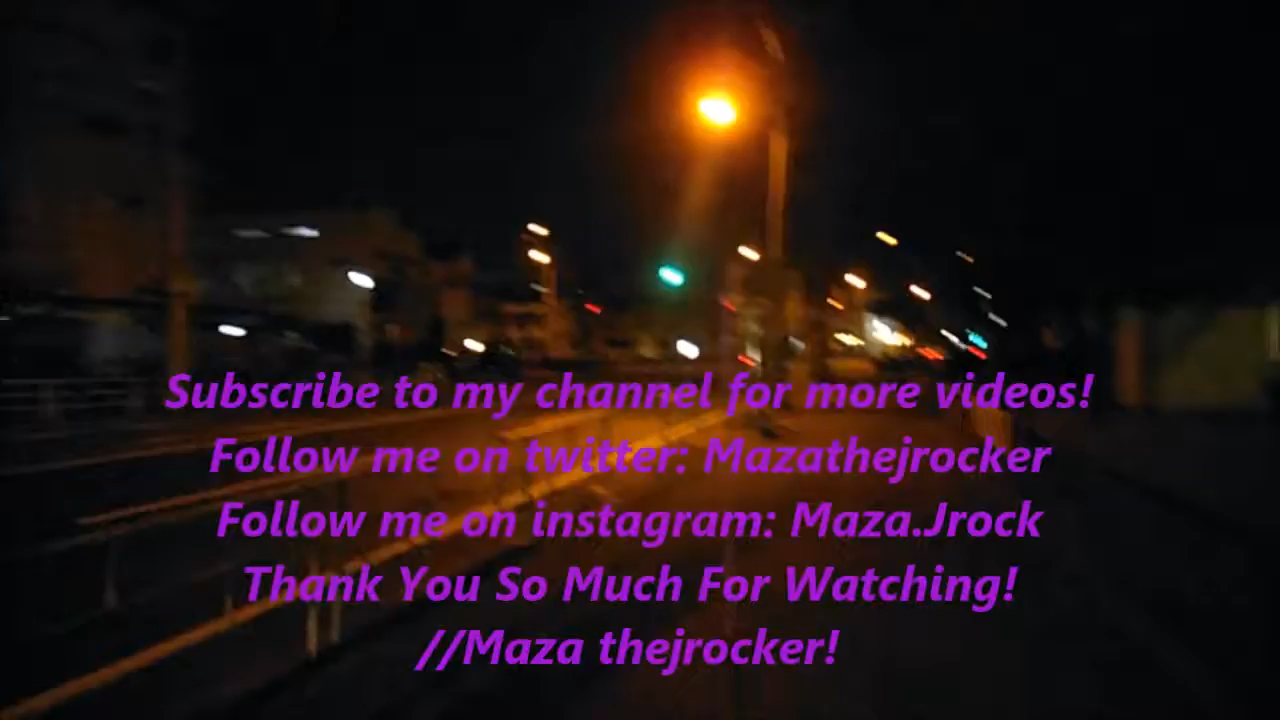 Subscribe to my channel for more videos!
Follow me on twitter: Mazathejrocker
Follow me on instagram: Maza.Jrock
Thank You So Much For Watching!
//Maza thejrocker!